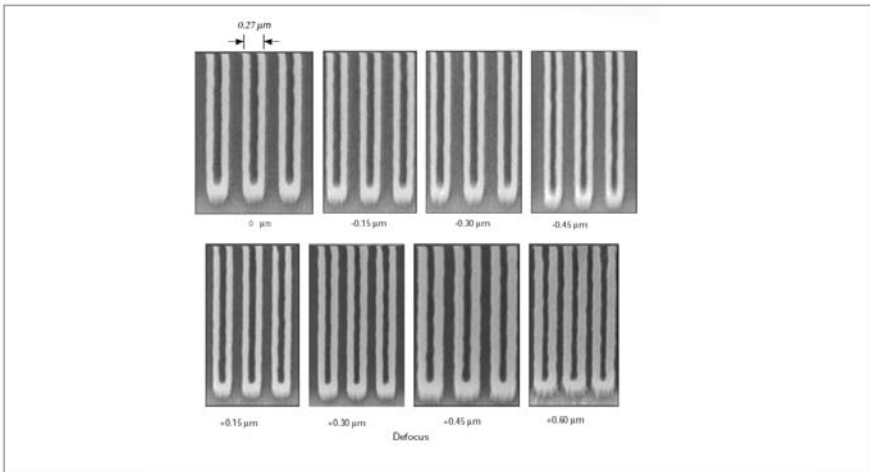 0.27 µm
0 µm
-0.15 µm
-0.30 µm
-0.45 µm
+0.15 µm
+0.30 µm
+0.45 µm
+0.60 µm
Defocus